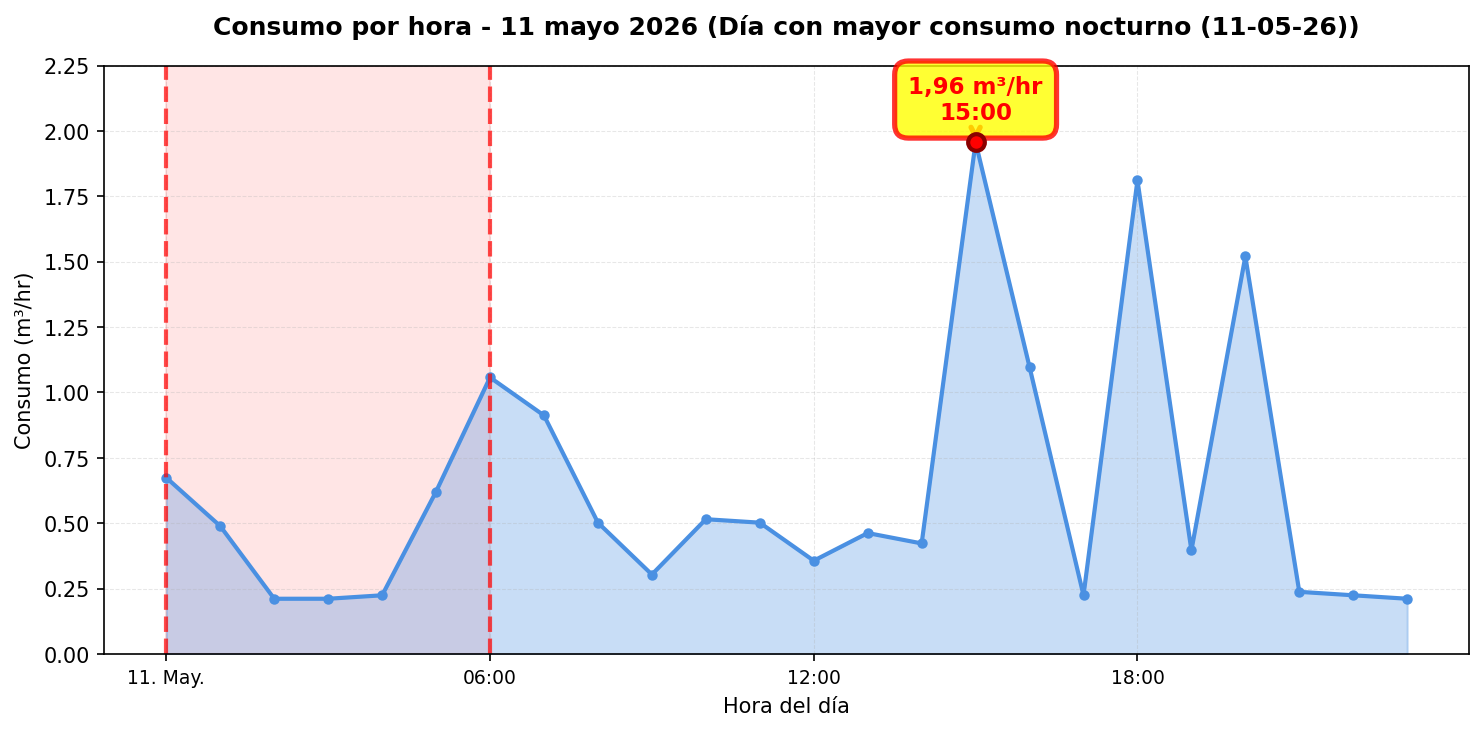 Consumo por hora - 11 mayo 2026 (Día con mayor consumo nocturno (11-05-26))
1,96 m³/hr
15:00
2.25
2.00
1.75
1.50
1.25
1.00
0.75
0.50
0.25
0.00
Consumo (m³/hr)
11. May.
06:00
12:00
18:00
Hora del día